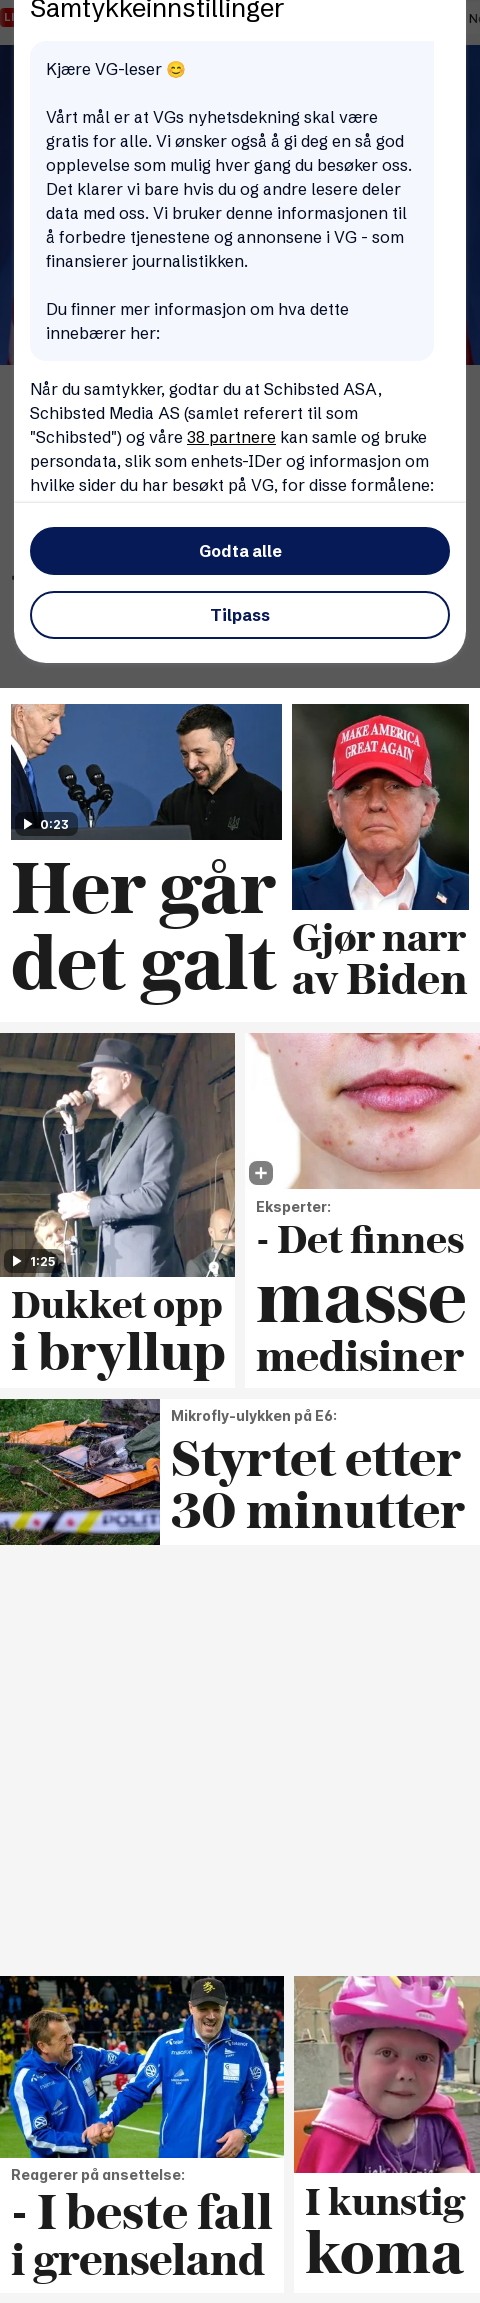 Samtykkeinnstillinger
Kjære VG-leser 😊
Vårt mål er at VGs nyhetsdekning skal være
gratis for alle. Vi ønsker også å gi deg en så god
opplevelse som mulig hver gang du besøker oss.
Det klarer vi bare hvis du og andre lesere deler
data med oss. Vi bruker denne informasjonen til
å forbedre tjenestene og annonsene i VG - som
finansierer journalistikken.
Du finner mer informasjon om hva dette
innebærer her:
Når du samtykker, godtar du at Schibsted ASA,
Schibsted Media AS (samlet referert til som
"Schibsted") og våre 38 partnere kan samle og bruke
persondata, slik som enhets-IDer og informasjon om
hvilke sider du har besøkt på VG, for disse formålene:
Godta alle
Tilpass
0:23
Her går
det galt
MAKE AMERICA
GREAT AGAIN
Gjør narr
av Biden
1:25
Dukket opp
i bryllup
Eksperter:
- Det finnes
masse
medisiner
POLITI
Mikrofly-ulykken på E6:
Styrtet etter
30 minutter
Reagerer på ansettelse:
- I beste fall
i grenseland
I kunstig
koma